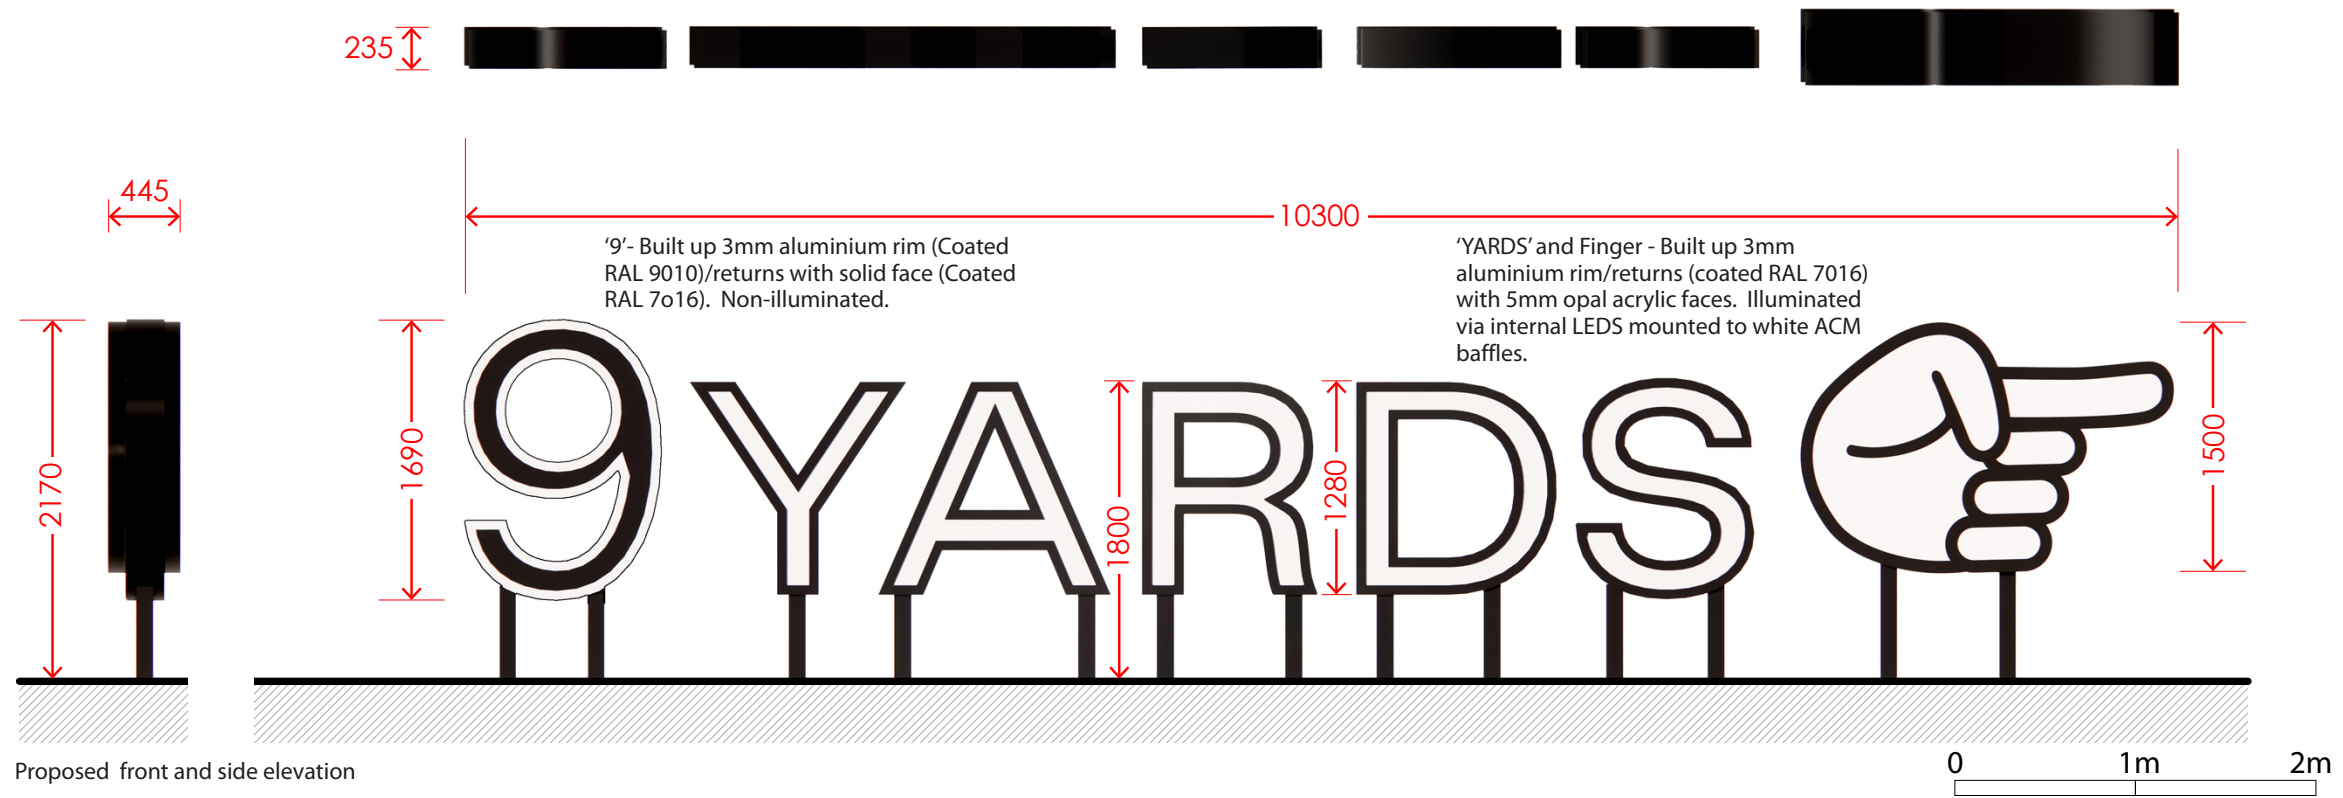 235
445
10300
‘9’- Built up 3mm aluminium rim (Coated
RAL 9010)/returns with solid face (Coated
RAL 7o16).  Non-illuminated.
‘YARDS’ and Finger - Built up 3mm
aluminium rim/returns (coated RAL 7016)
with 5mm opal acrylic faces.  Illuminated
via internal LEDS mounted to white ACM
baffles.
2170
1690
9 YARDS
1800
1280
1500
Proposed  front and side elevation
0 1m 2m